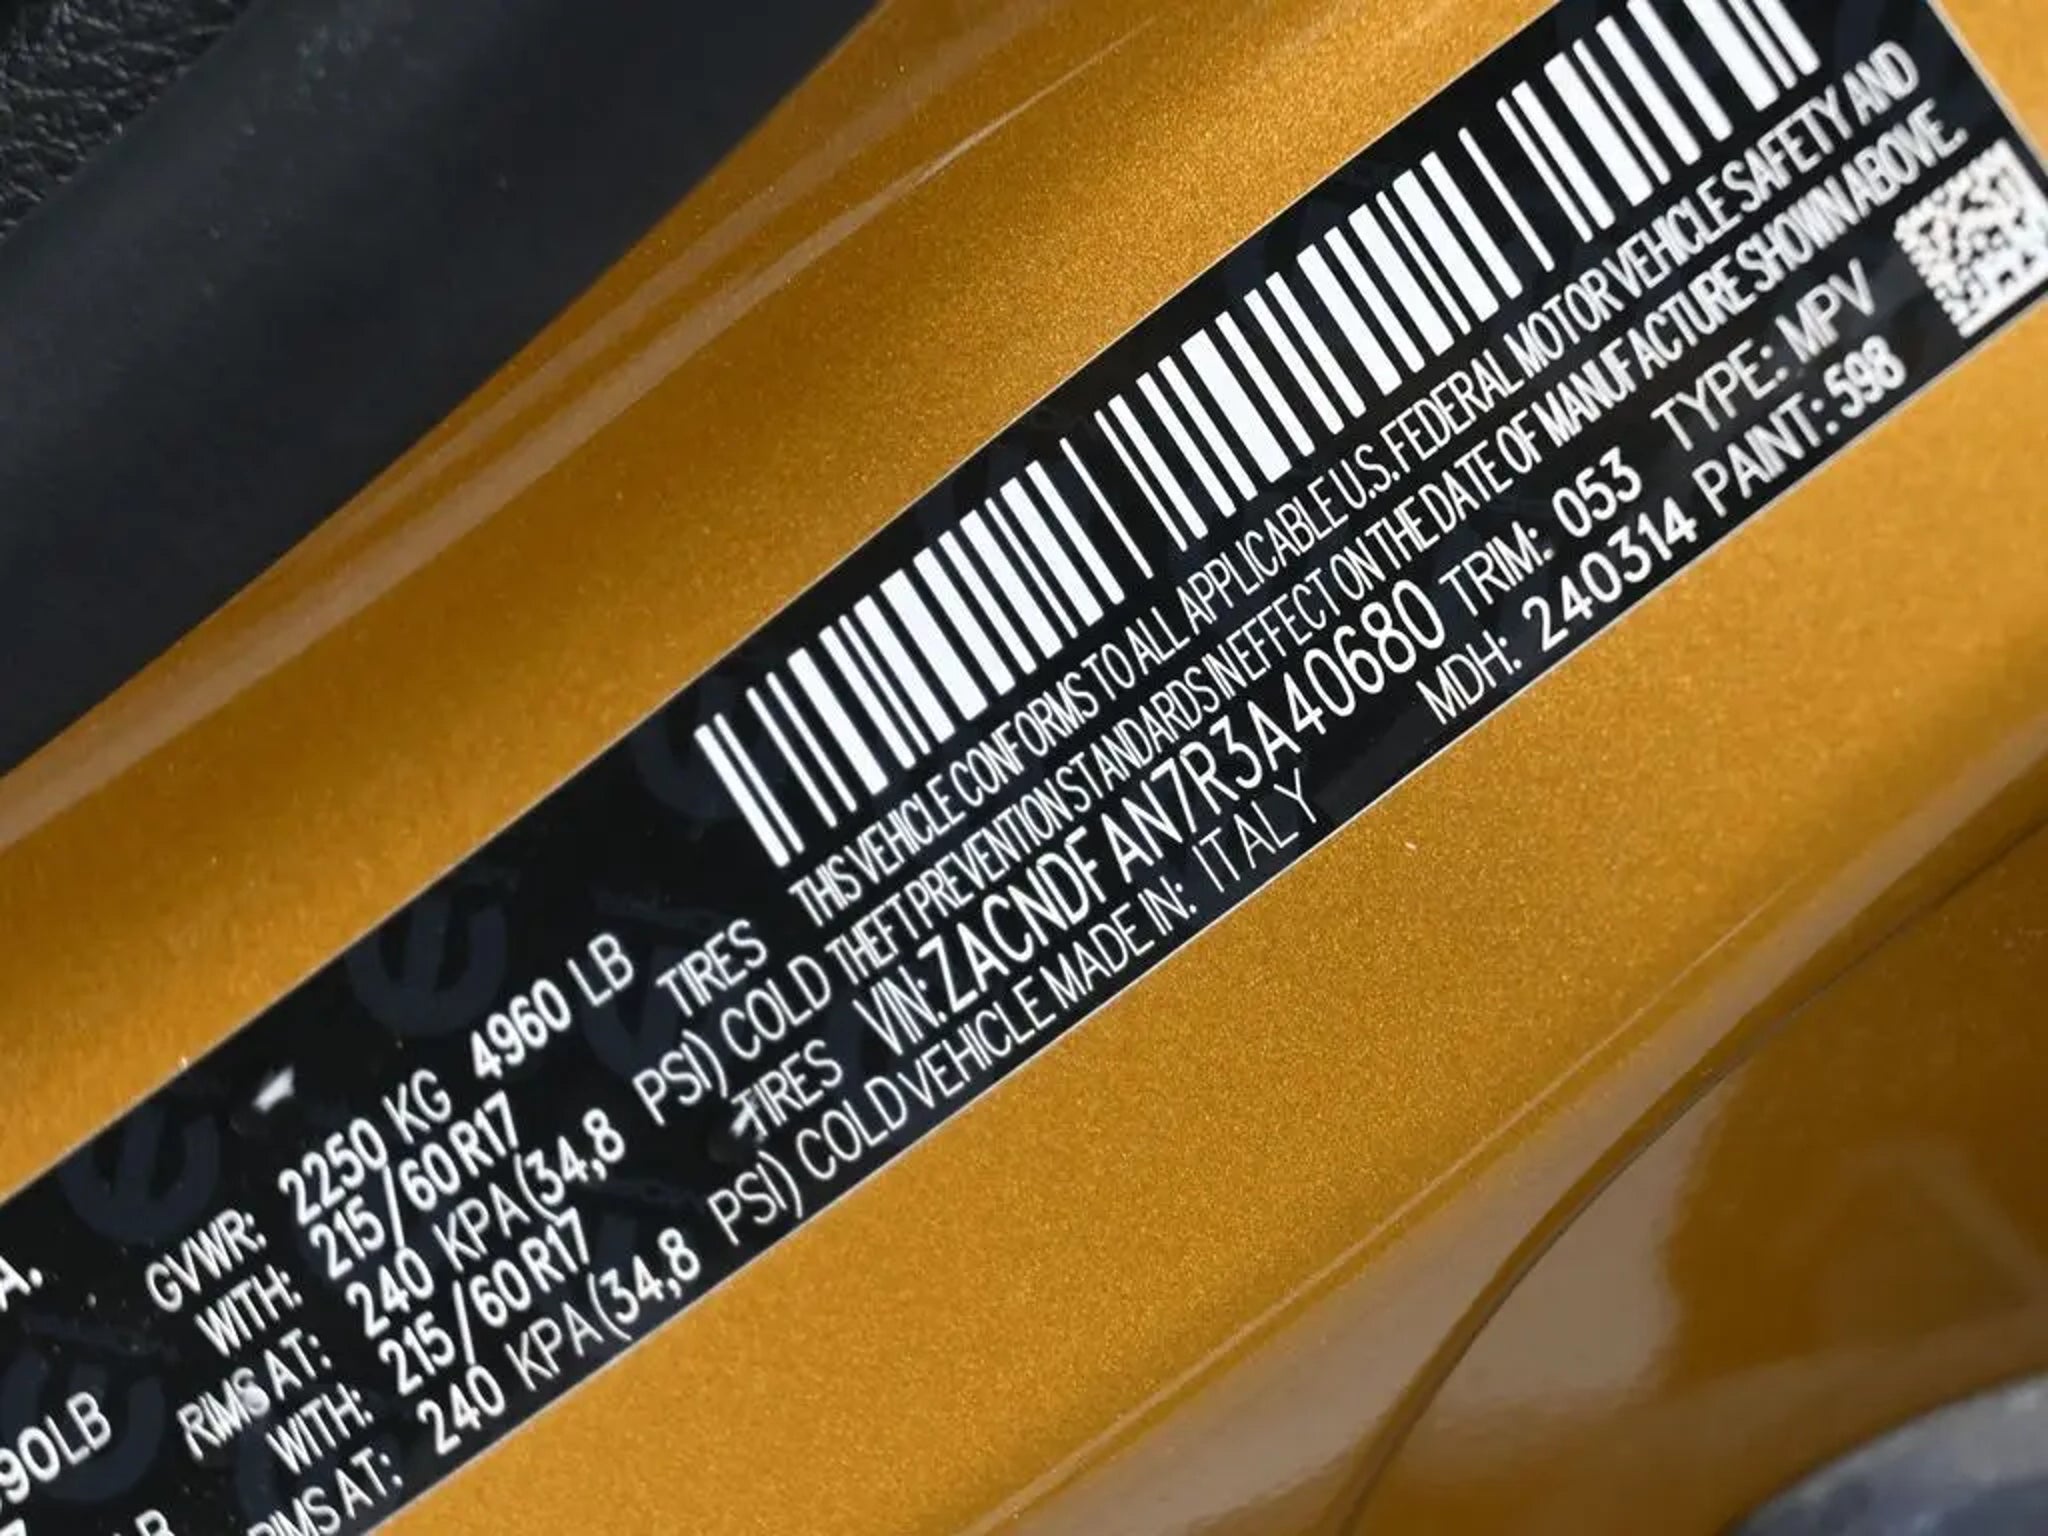 A.
90LB
LB
GVWR: 2250 KG 4960 LB
WITH: 215/60R17 TIRES
RIMS AT: 240 KPA(34,8 PSI) COLD
WITH: 215/60R17 TIRES
RIMS AT: 240 KPA(34,8 PSI) COLD
THIS VEHICLE CONFORMS TO ALL APPLICABLE U.S. FEDERAL MOTOR VEHICLE SAFETY AND
THEFT PREVENTION STANDARDS IN EFFECT ON THE DATE OF MANUFACTURE SHOWN ABOVE.
VIN: ZACNDFAN7R3A40680 TRIM: 053 TYPE: MPV
VEHICLE MADE IN: ITALY MDH: 240314 PAINT: 598